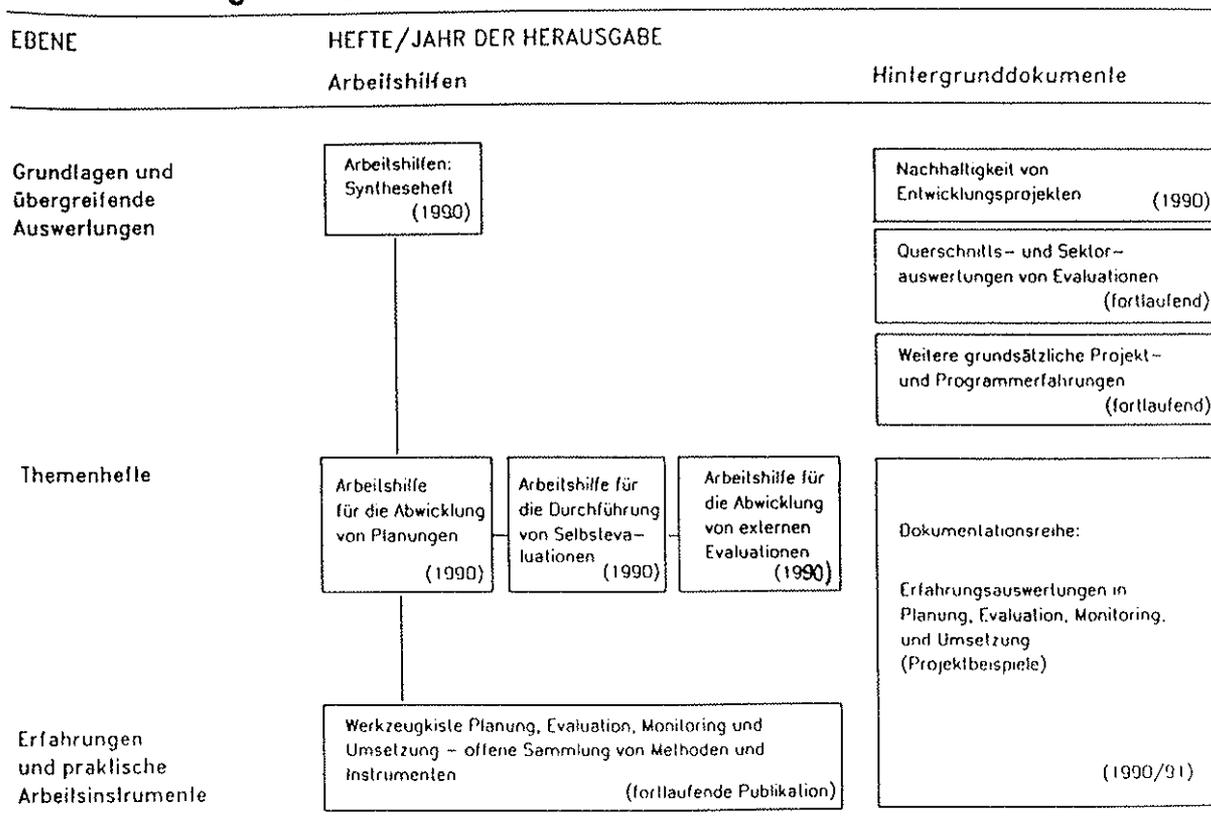 EBENE
HEFTE/JAHR DER HERAUSGABE
Arbeitshilfen
Hintergrunddokumente
Grundlagen und
übergreifende
Auswertungen
Arbeitshilfen:
Syntheseheft
(1990)
Nachhaltigkeit von
Entwicklungsprojekten
(1990)
Querschnitts- und Sektor-
auswertungen von Evaluationen
(fortlaufend)
Weitere grundsätzliche Projekt-
und Programmerfahrungen
(fortlaufend)
Themenhefte
Arbeitshilfe
für die Abwicklung
von Planungen
(1990)
Arbeitshilfe für
die Durchführung
von Selbsteva-
luationen
(1990)
Arbeitshilfe für
die Abwicklung
von externen
Evaluationen
(1990)
Dokumentationsreihe:
Erfahrungsauswertungen in
Planung, Evaluation, Monitoring,
und Umsetzung
(Projektbeispiele)
(1990/91)
Erfahrungen
und praktische
Arbeitsinstrumente
Werkzeugkiste Planung, Evaluation, Monitoring und
Umsetzung - offene Sammlung von Methoden und
Instrumenten
(fortlaufende Publikation)